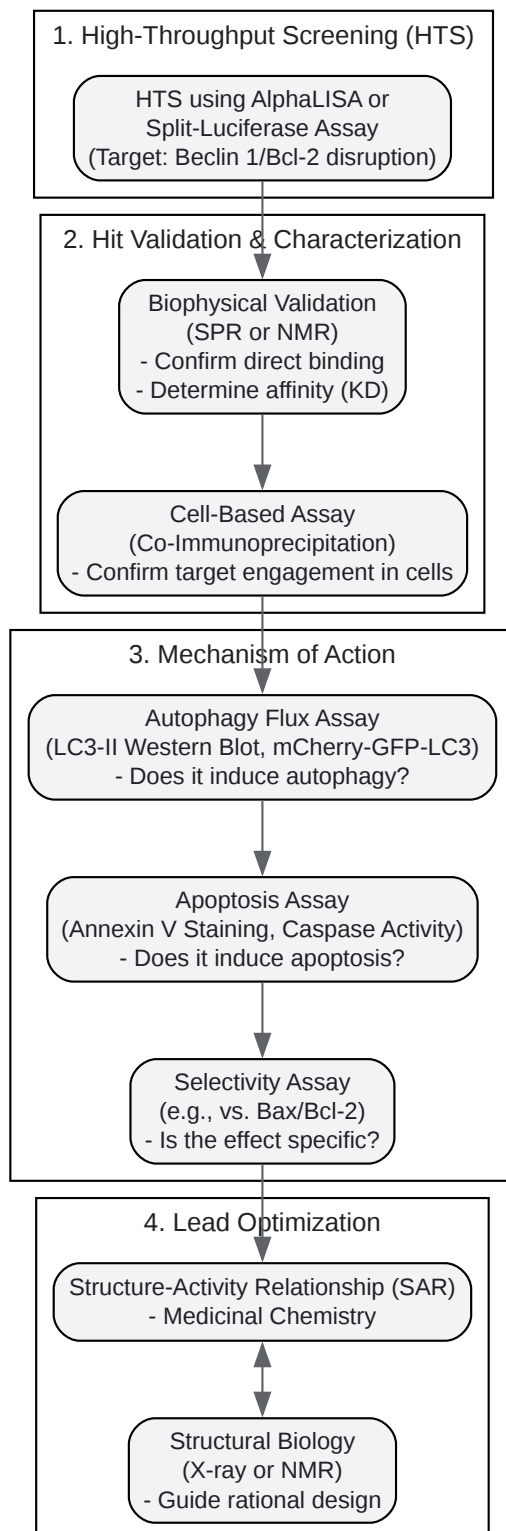 1. High-Throughput Screening (HTS)
HTS using AlphaLISA or
Split-Luciferase Assay
(Target: Beclin 1/Bcl-2 disruption)
2. Hit Validation & Characterization
Biophysical Validation
(SPR or NMR)
- Confirm direct binding
- Determine affinity (KD)
Cell-Based Assay
(Co-Immunoprecipitation)
- Confirm target engagement in cells
3. Mechanism of Action
Autophagy Flux Assay
(LC3-II Western Blot, mCherry-GFP-LC3)
- Does it induce autophagy?
Apoptosis Assay
(Annexin V Staining, Caspase Activity)
- Does it induce apoptosis?
Selectivity Assay
(e.g., vs. Bax/Bcl-2)
- Is the effect specific?
4. Lead Optimization
Structure-Activity Relationship (SAR)
- Medicinal Chemistry
Structural Biology
(X-ray or NMR)
- Guide rational design